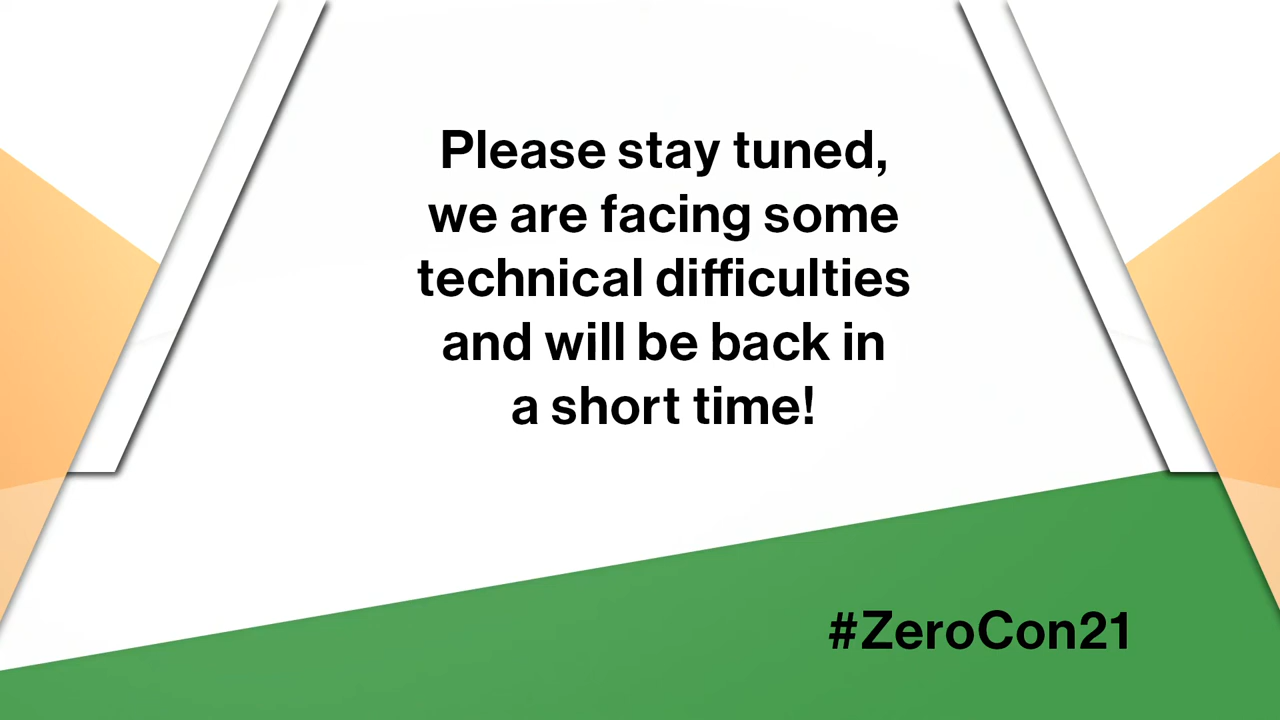 Please stay tuned,
we are facing some
technical difficulties
and will be back in
a short time!
#ZeroCon21